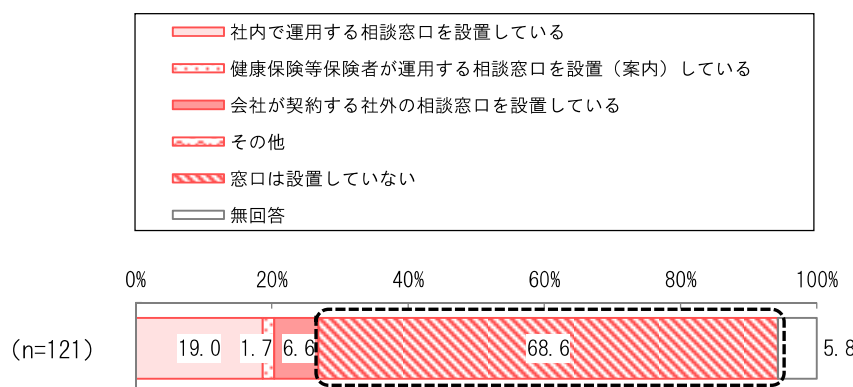 社内で運用する相談窓口を設置している
健康保険等保険者が運用する相談窓口を設置（案内）している
会社が契約する社外の相談窓口を設置している
その他
窓口は設置していない
無回答
0% 20% 40% 60% 80% 100%
(n=121) 19.0 1.7 6.6 68.6 5.8